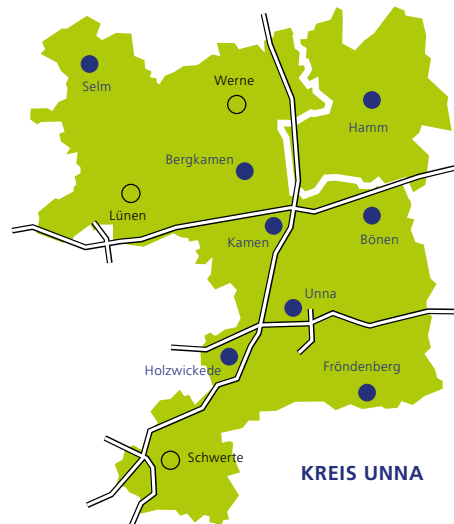 Werne
Selm
Hamm
Bergkamen
Lünen
Kamen
Bönen
Unna
Holzwickede
Fröndenberg
Schwerte
KREIS UNNA